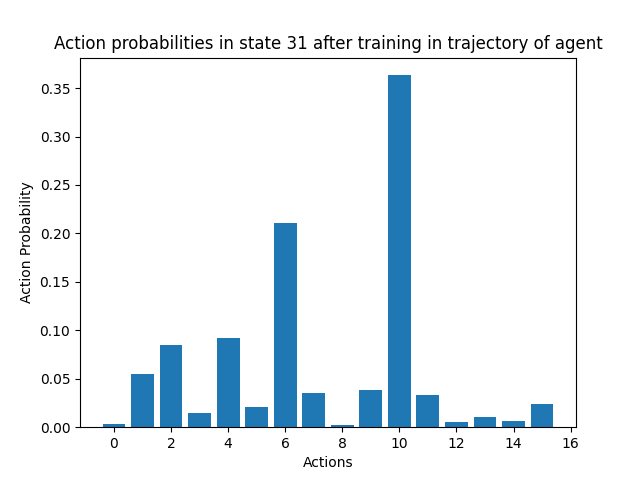 Action probabilities in state 31 after training in trajectory of agent
0.35
0.30
0.25
0.20
0.15
0.10
0.05
0.00
Action Probability
0 2 4 6 8 10 12 14 16
Actions